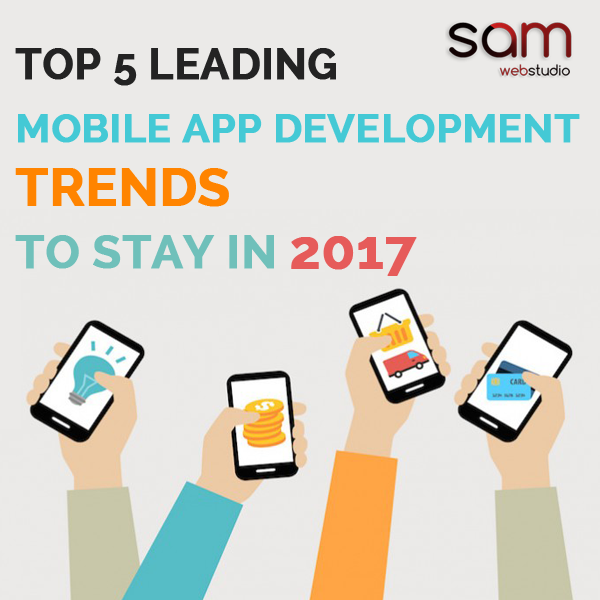 sam
webstudio
TOP 5 LEADING
MOBILE APP DEVELOPMENT
TRENDS
TO STAY IN 2017
$
CARD